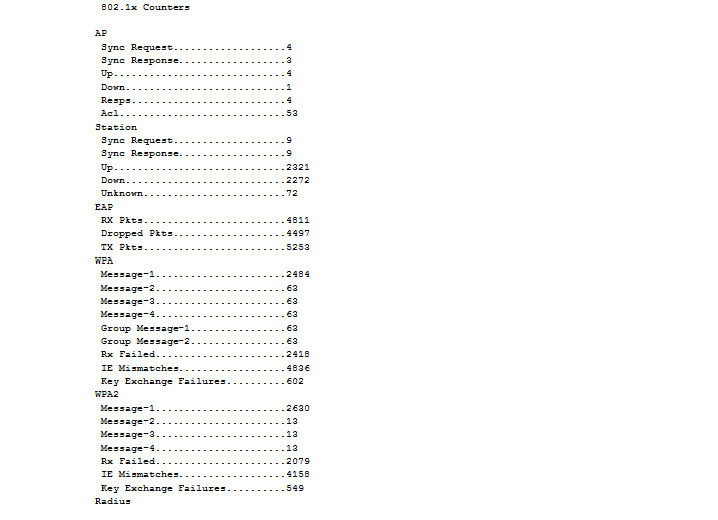 802.1x Counters
AP
Sync Request...................4
Sync Response..................3
Up.............................4
Down...........................1
Resps..........................4
Acl............................53
Station
Sync Request...................9
Sync Response..................9
Up.............................2321
Down...........................2272
Unknown........................72
EAP
RX Pkts........................4811
Dropped Pkts...................4497
TX Pkts........................5253
WPA
Message-1......................2484
Message-2......................63
Message-3......................63
Message-4......................63
Group Message-1................63
Group Message-2................63
Rx Failed......................2418
IE Mismatches..................4836
Key Exchange Failures..........602
WPA2
Message-1......................2630
Message-2......................13
Message-3......................13
Message-4......................13
Rx Failed......................2079
IE Mismatches..................4158
Key Exchange Failures..........549
Radius